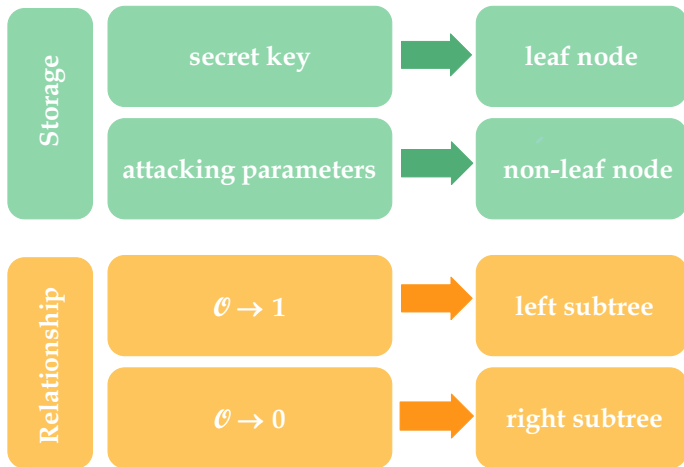 Storage
secret key
leaf node
attacking parameters
non-leaf node
Relationship
𝒪 → 1
left subtree
𝒪 → 0
right subtree